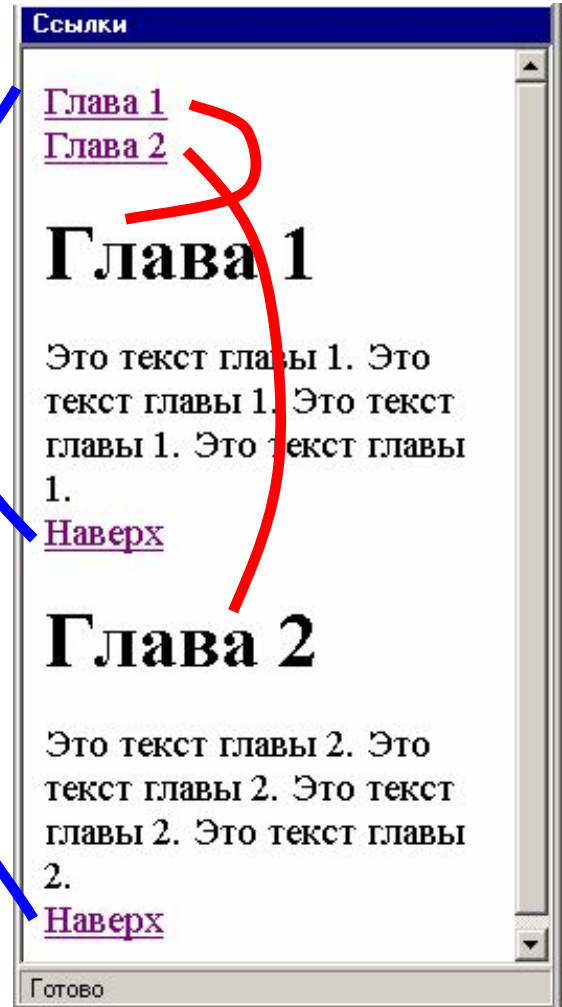 Ссылки
Глава 1
Глава 2
Глава 1
Это текст главы 1. Это
текст главы 1. Это текст
главы 1. Это текст главы
1.
Наверх
Глава 2
Это текст главы 2. Это
текст главы 2. Это текст
главы 2. Это текст главы
2.
Наверх
Готово